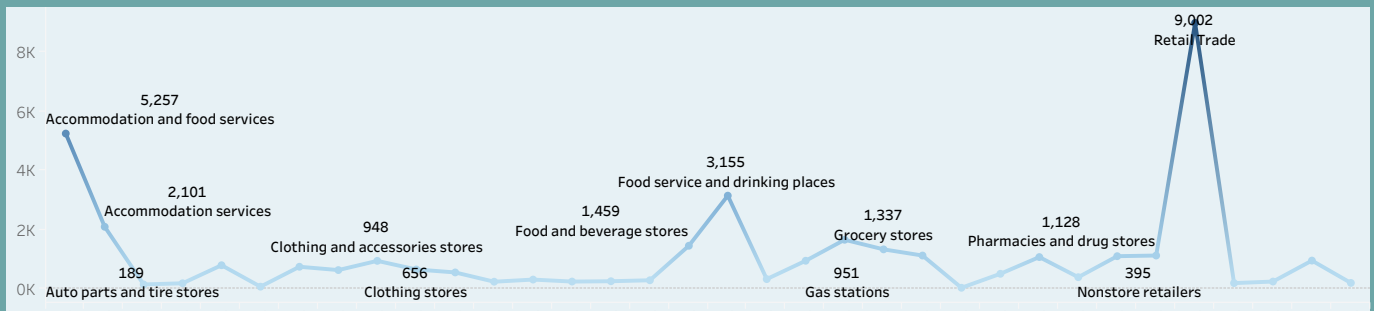 9,002
Retail Trade
8K
5,257
6K
Accommodation and food services
3,155
4K
Food service and drinking places
2,101
Accommodation services
1,459
1,337
1,128
948
2K
Food and beverage stores
Grocery stores
Pharmacies and drug stores
Clothing and accessories stores
189
656
951
395
0K
Auto parts and tire stores
Clothing stores
Gas stations
Nonstore retailers